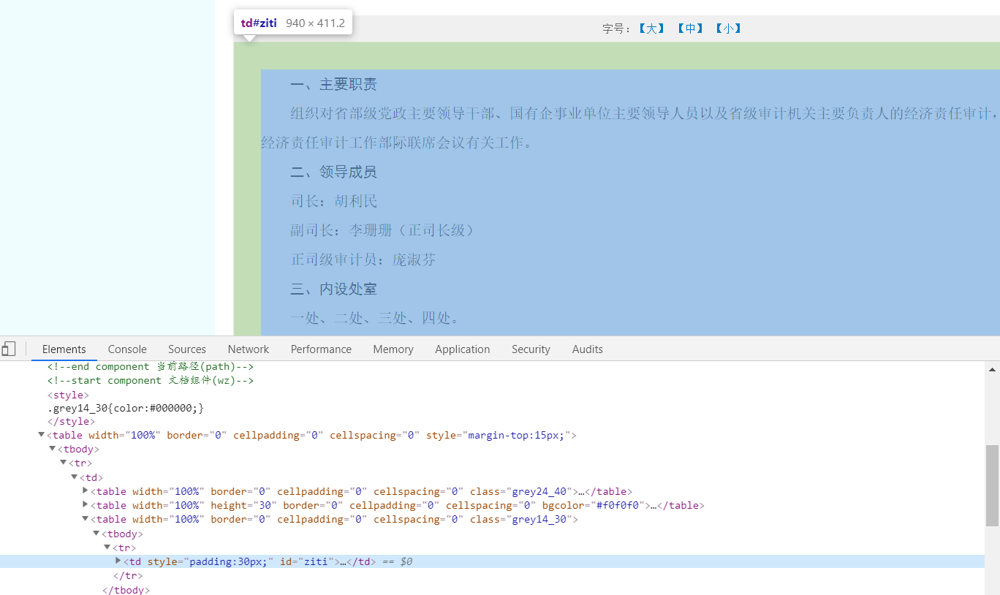 td#ziti 940 × 411.2
字号：【大】 【中】 【小】
一、主要职责
组织对省部级党政主要领导干部、国有企事业单位主要领导人员以及省级审计机关主要负责人的经济责任审计，
经济责任审计工作部际联席会议有关工作。
二、领导成员
司长：胡利民
副司长：李珊珊（正司长级）
正司级审计员：庞淑芬
三、内设处室
一处、二处、三处、四处。
Elements Console Sources Network Performance Memory Application Security Audits
<!--end component 当前路径(path)-->
<!--start component 文档组件(wz)-->
<style>
.grey14_30{color:#000000;}
</style>
<table width="100%" border="0" cellpadding="0" cellspacing="0" style="margin-top:15px;">
<tbody>
<tr>
<td>
<table width="100%" border="0" cellpadding="0" cellspacing="0" class="grey24_40">…</table>
<table width="100%" height="30" border="0" cellpadding="0" cellspacing="0" bgcolor="#f0f0f0">…</table>
<table width="100%" border="0" cellpadding="0" cellspacing="0" class="grey14_30">
<tbody>
<tr>
<td style="padding:30px;" id="ziti">…</td> == $0
</tr>
</tbody>